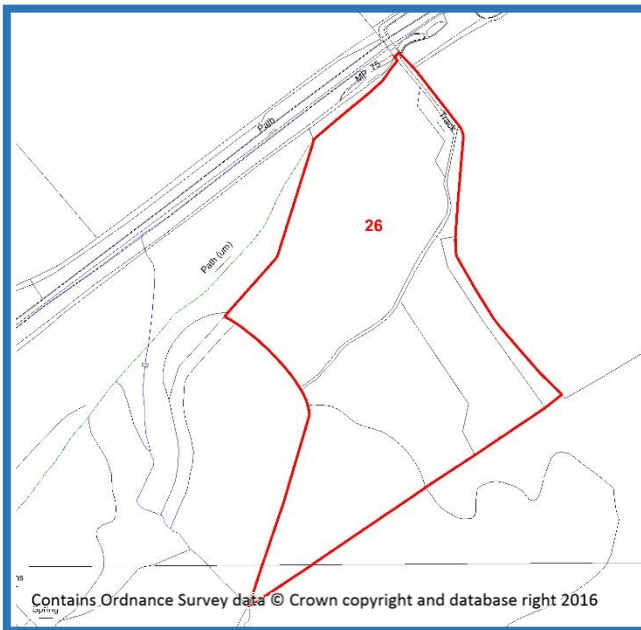 MP 75
Path
Track
26
Path (um)
Spring
Contains Ordnance Survey data © Crown copyright and database right 2016